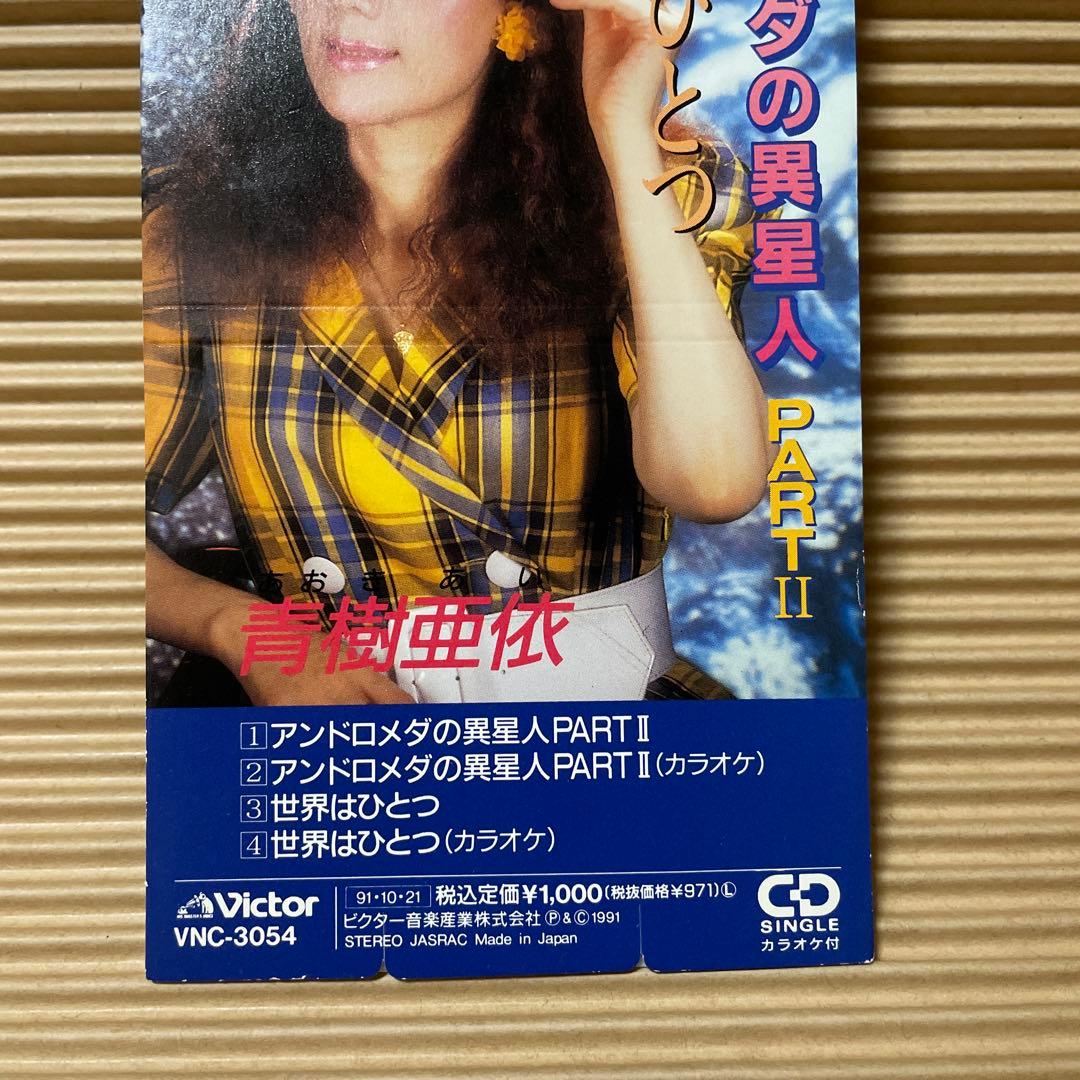 ダの異星人 PART II
ひとつ
あおき あい
青樹亜依
1 アンドロメダの異星人PART II
2 アンドロメダの異星人PART II(カラオケ)
3 世界はひとつ
4 世界はひとつ(カラオケ)
Victor
VNC-3054
91・10・21 税込定価¥1,000(税抜価格¥971)Ⓛ
ビクター音楽産業株式会社 Ⓟ&Ⓒ1991
STEREO JASRAC Made in Japan
CD
SINGLE
カラオケ付